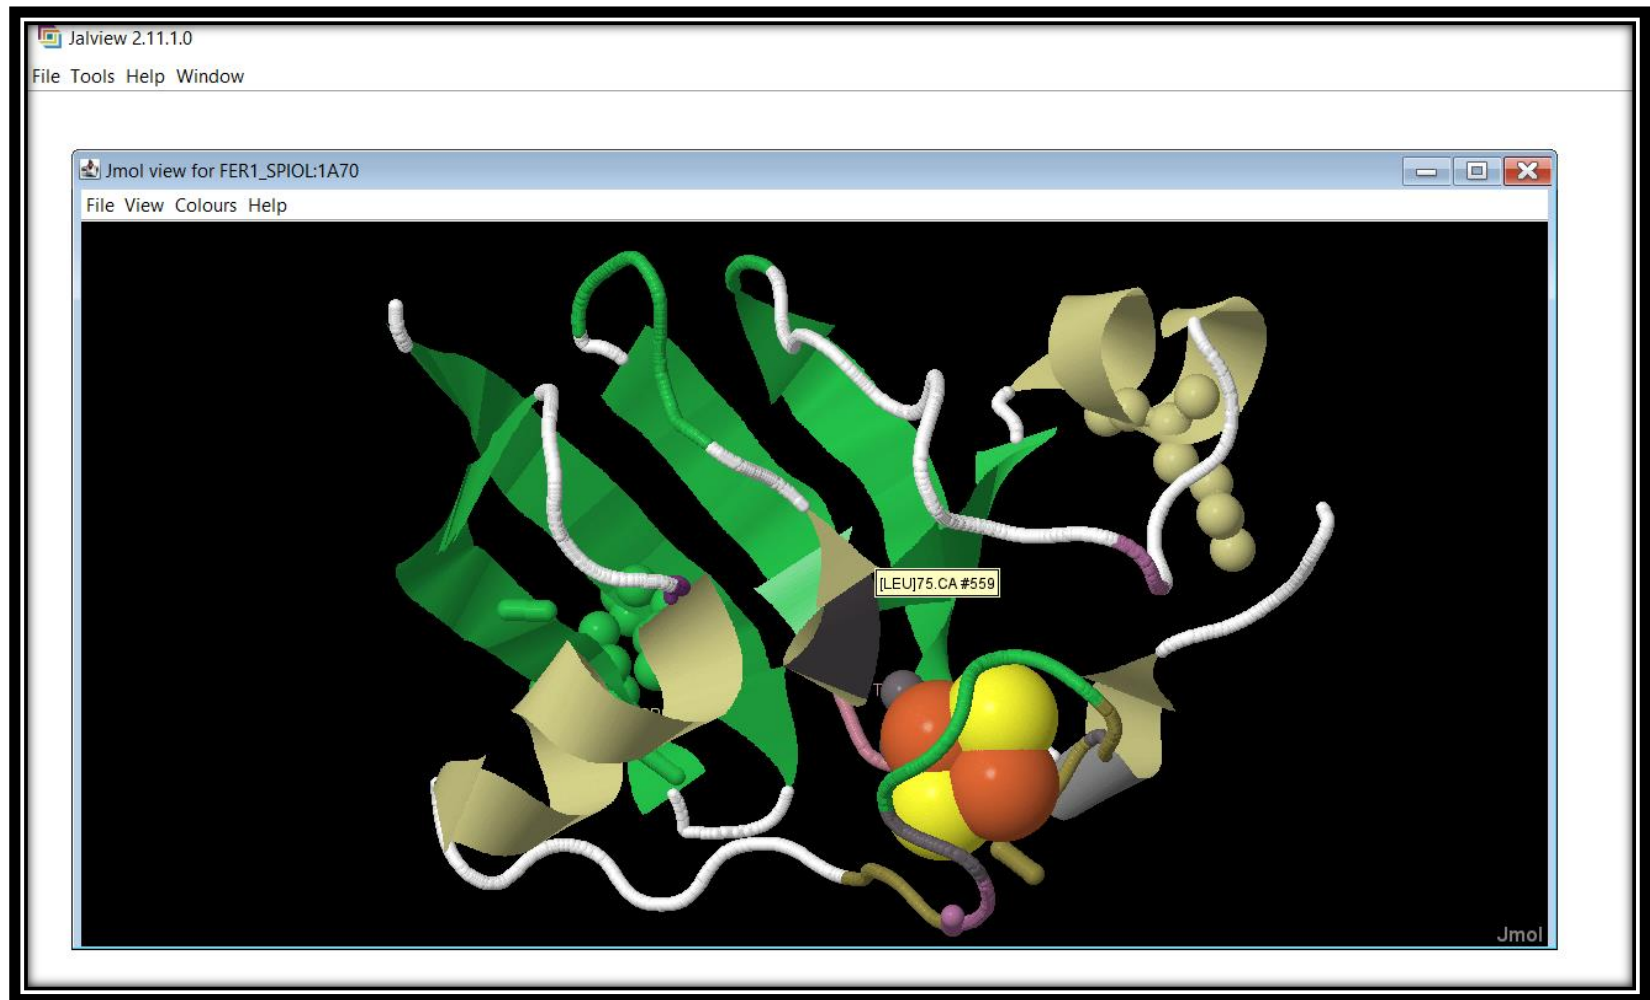 Jalview 2.11.1.0
File Tools Help Window
Jmol view for FER1_SPIOL:1A70
File View Colours Help
[LEU]75.CA #559
T
Jmol